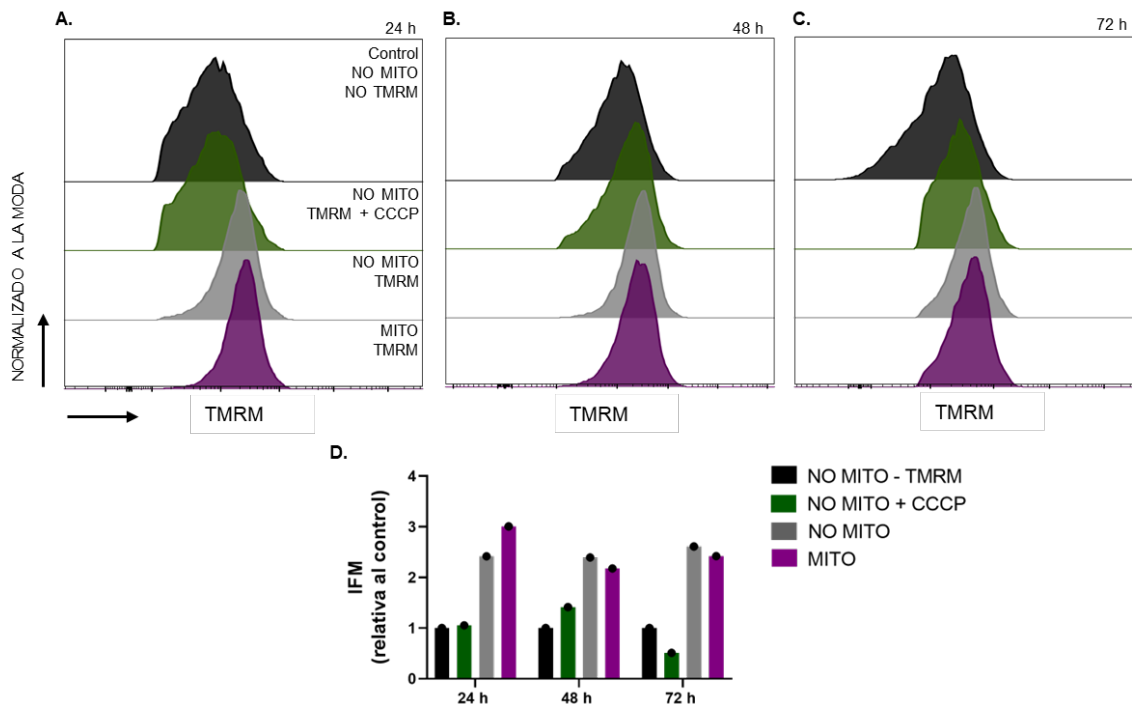 A.
24 h
Control
NO MITO
NO TMRM
NO MITO
TMRM + CCCP
NO MITO
TMRM
MITO
TMRM
NORMALIZADO A LA MODA
TMRM
B.
48 h
TMRM
C.
72 h
TMRM
D.
IFM
(relativa al control)
4
3
2
1
0
24 h
48 h
72 h
NO MITO - TMRM
NO MITO + CCCP
NO MITO
MITO